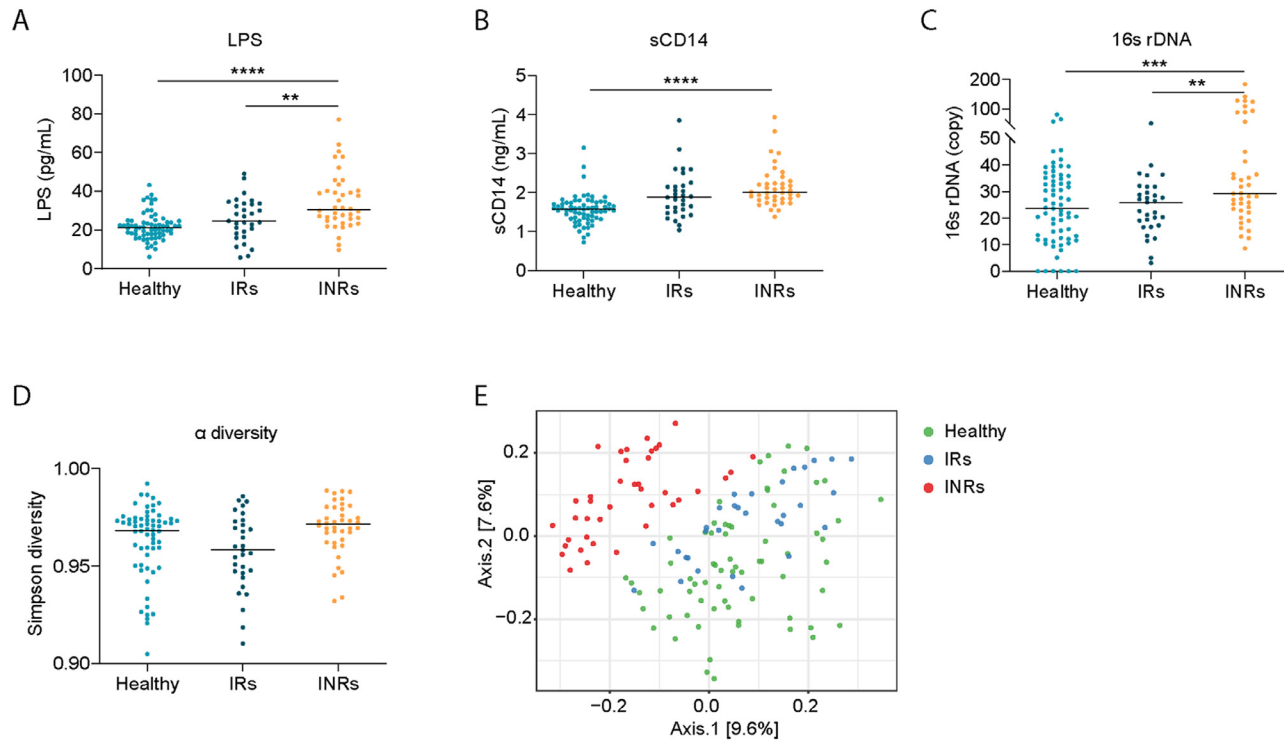 A
LPS
****
**
LPS (pg/mL)
100
80
60
40
20
0
Healthy
IRs
INRs
B
sCD14
****
sCD14 (ng/mL)
5
4
3
2
1
0
Healthy
IRs
INRs
C
16s rDNA
***
**
16s rDNA (copy)
200
100
50
40
30
20
10
0
Healthy
IRs
INRs
D
α diversity
Simpson diversity
1.00
0.95
0.90
Healthy
IRs
INRs
E
Axis.2 [7.6%]
0.2
0.0
−0.2
−0.2
0.0
0.2
Axis.1 [9.6%]
Healthy
IRs
INRs